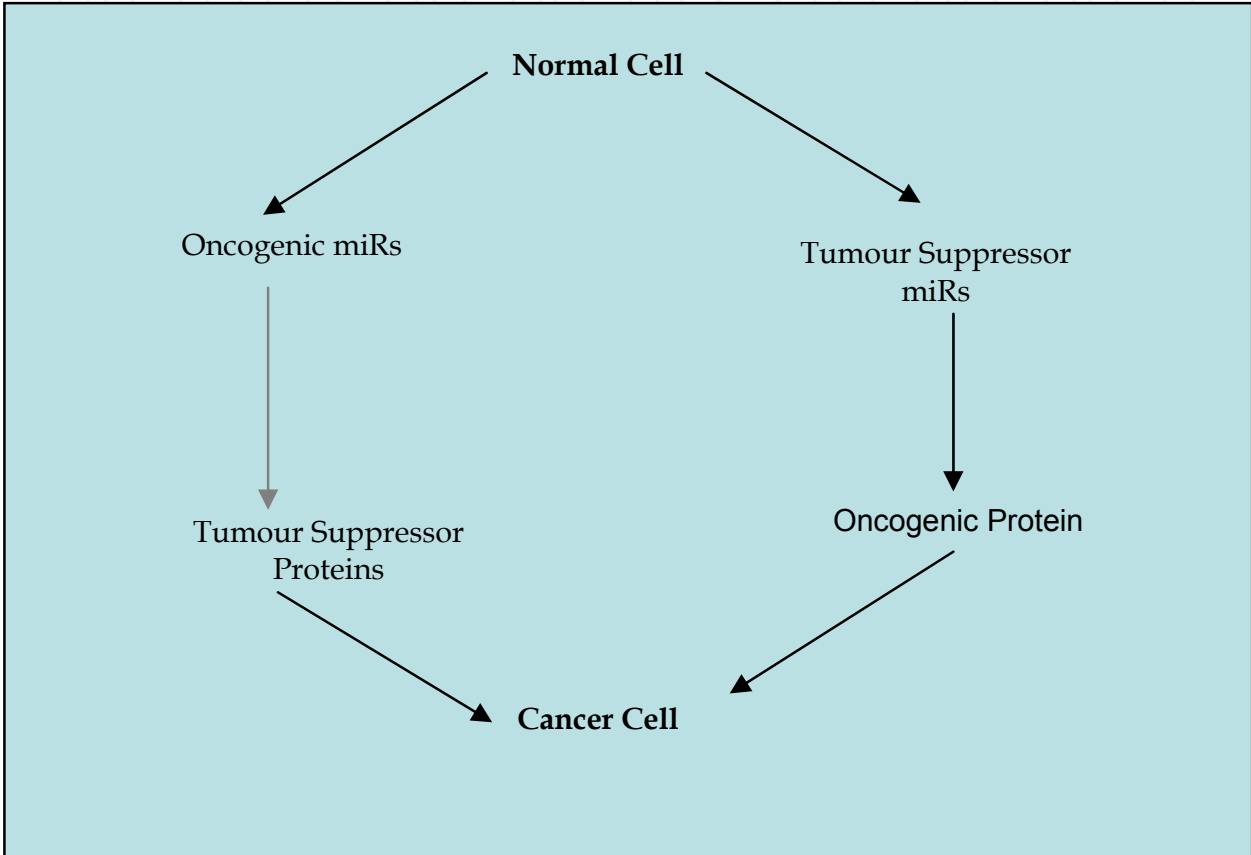 Normal Cell
Oncogenic miRs
Tumour Suppressor
miRs
Tumour Suppressor
Proteins
Oncogenic Protein
Cancer Cell